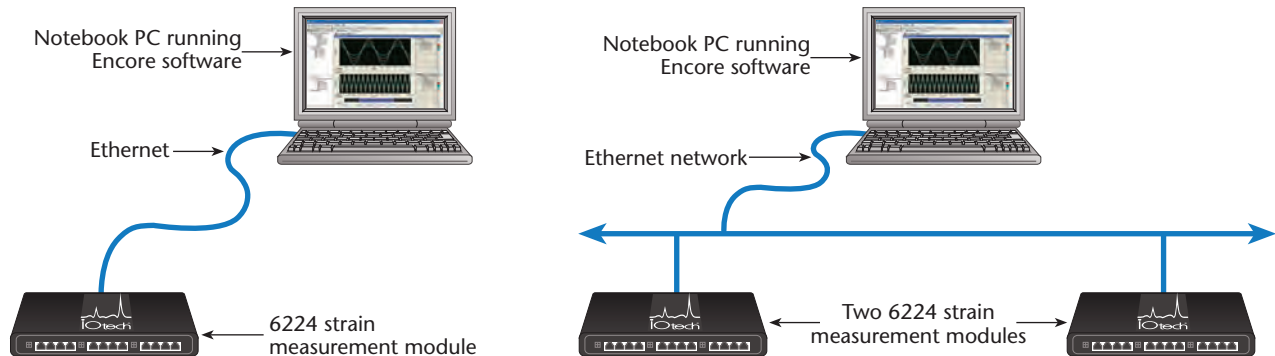 Notebook PC running
Encore software
Ethernet
6224 strain
measurement module
IOtech
Notebook PC running
Encore software
Ethernet network
Two 6224 strain
measurement modules
IOtech
IOtech